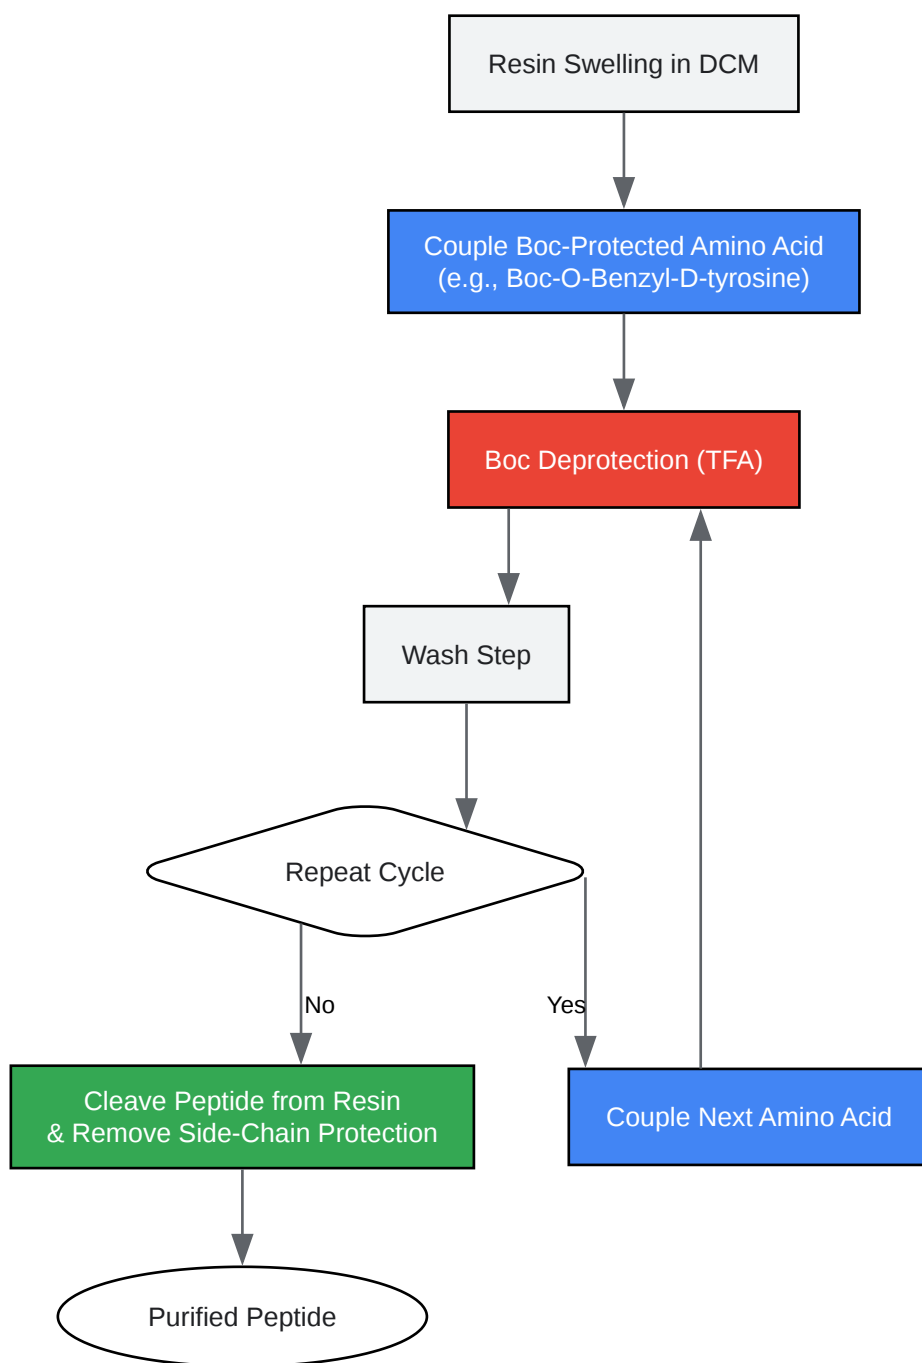 Resin Swelling in DCM
Couple Boc-Protected Amino Acid
(e.g., Boc-O-Benzyl-D-tyrosine)
Boc Deprotection (TFA)
Wash Step
Repeat Cycle
No
Yes
Cleave Peptide from Resin
& Remove Side-Chain Protection
Couple Next Amino Acid
Purified Peptide